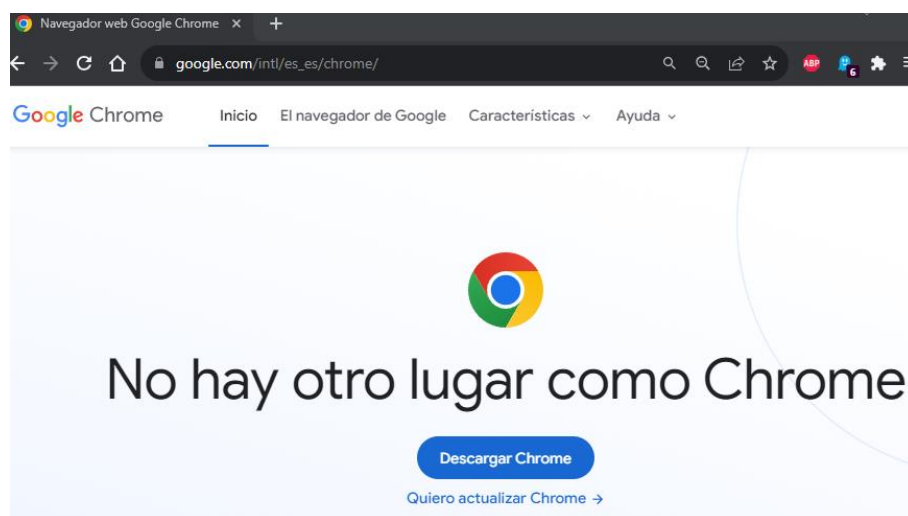 Navegador web Google Chrome
google.com/intl/es_es/chrome/
ABP
6
Google Chrome Inicio El navegador de Google Características Ayuda
No hay otro lugar como Chrome
Descargar Chrome
Quiero actualizar Chrome →